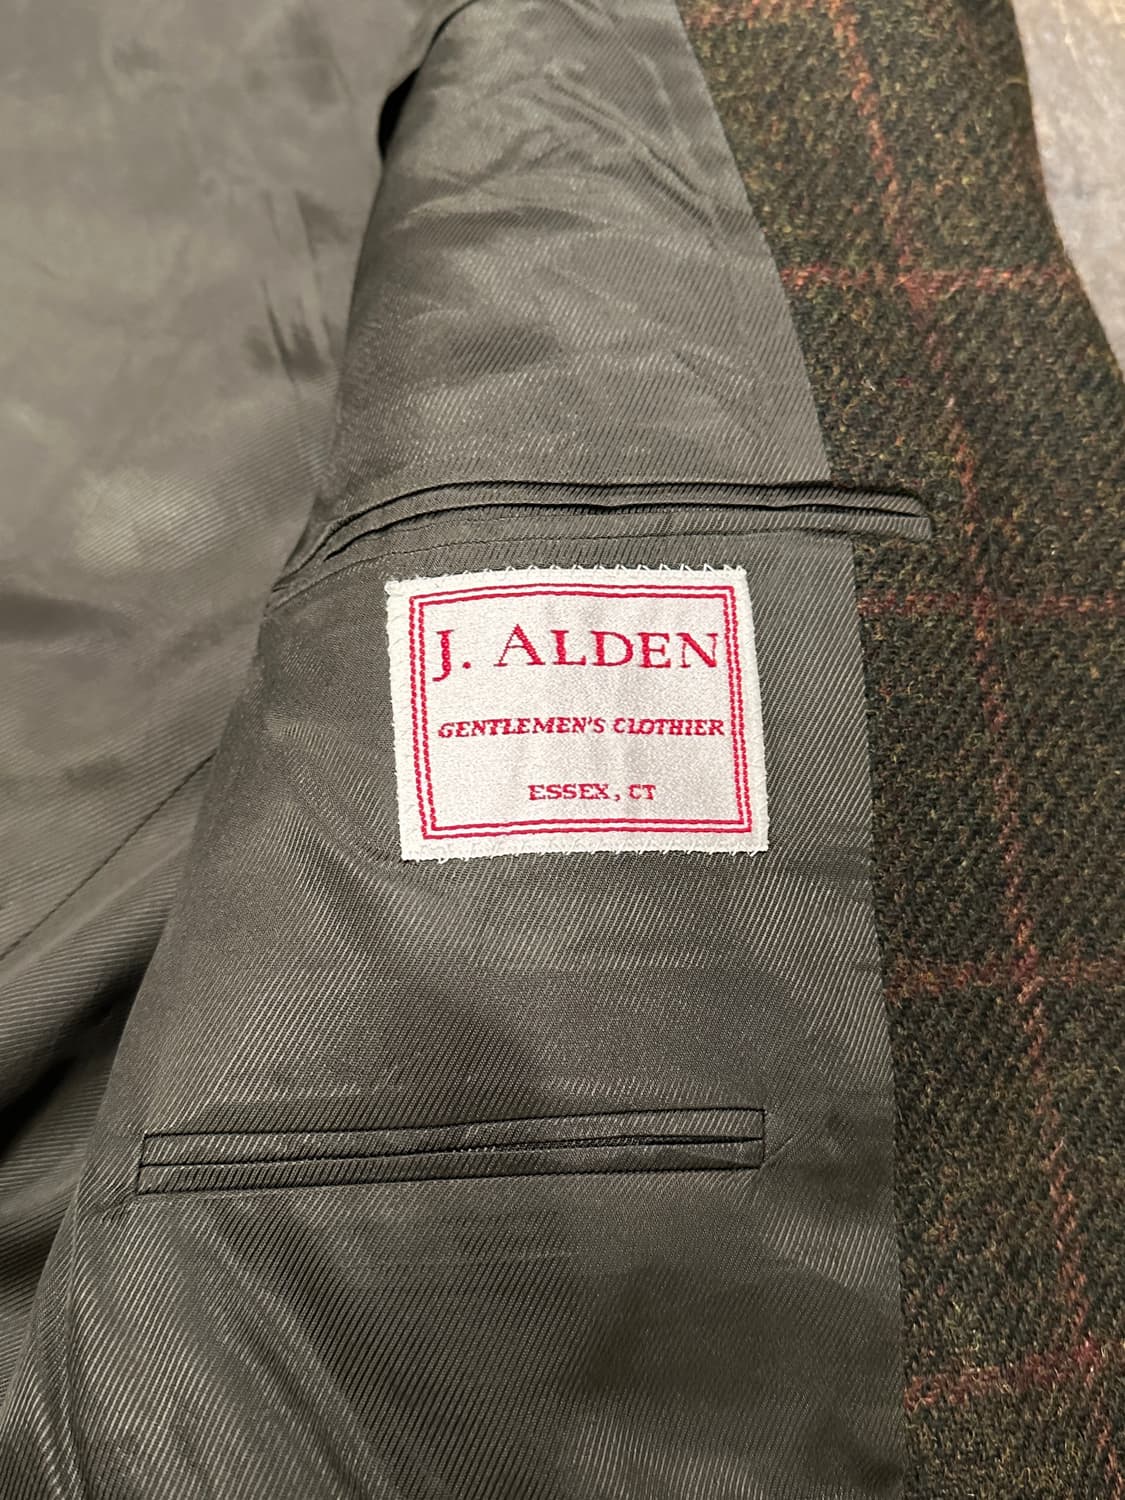 J. ALDEN
GENTLEMEN'S CLOTHIER
ESSEX, CT